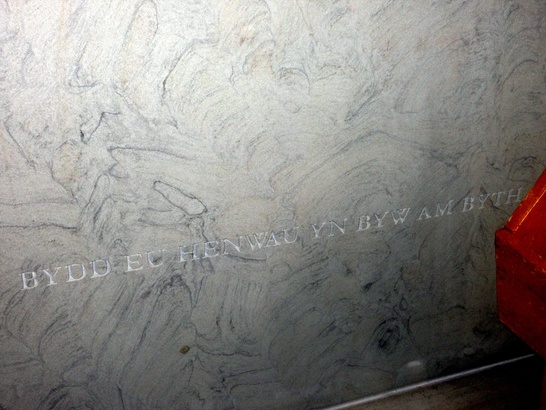 BYDD EU HENWAU YN BYW AM BYTH